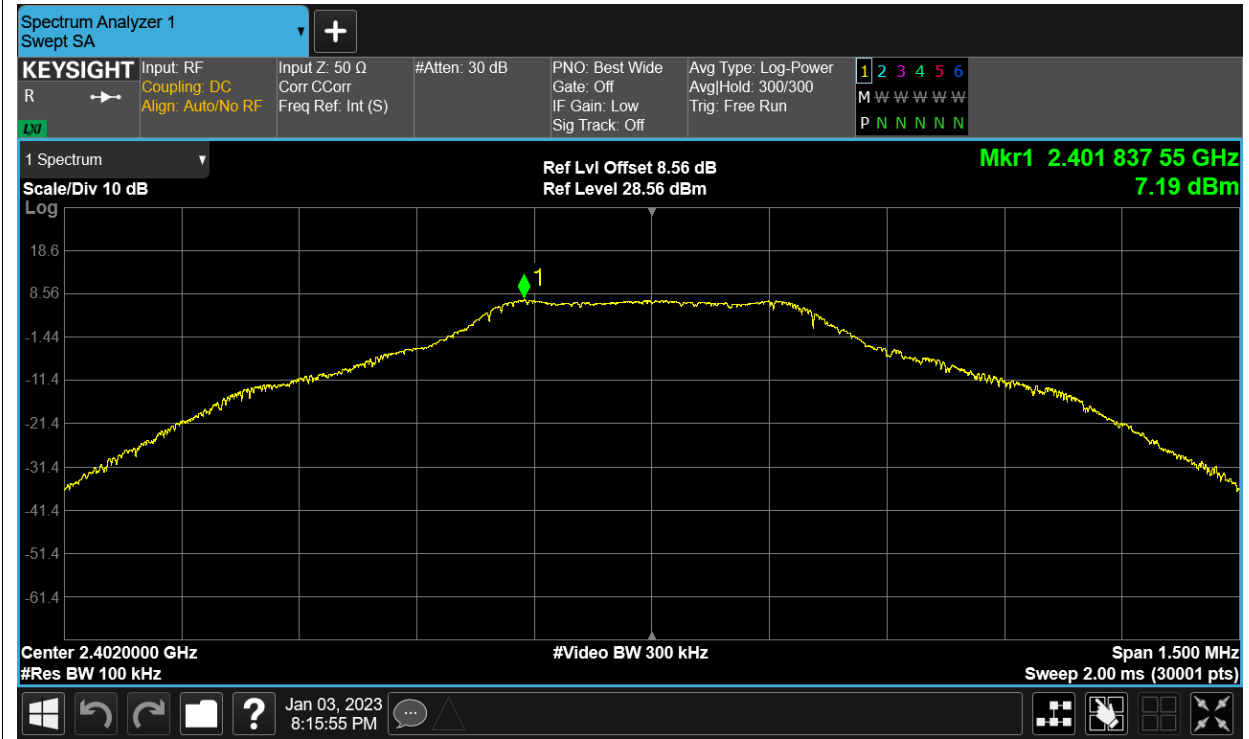 Spectrum Analyzer 1
Swept SA
KEYSIGHT
R
LXI
Input: RF
Coupling: DC
Align: Auto/No RF
Input Z: 50 Ω
Corr CCorr
Freq Ref: Int (S)
#Atten: 30 dB
PNO: Best Wide
Gate: Off
IF Gain: Low
Sig Track: Off
Avg Type: Log-Power
Avg|Hold: 300/300
Trig: Free Run
1 2 3 4 5 6
M W W W W W
P N N N N N
1 Spectrum
Scale/Div 10 dB
Ref Lvl Offset 8.56 dB
Ref Level 28.56 dBm
Mkr1 2.401 837 55 GHz
7.19 dBm
Log
18.6
8.56
-1.44
-11.4
-21.4
-31.4
-41.4
-51.4
-61.4
1
Center 2.4020000 GHz
#Res BW 100 kHz
#Video BW 300 kHz
Span 1.500 MHz
Sweep 2.00 ms (30001 pts)
?
Jan 03, 2023
8:15:55 PM